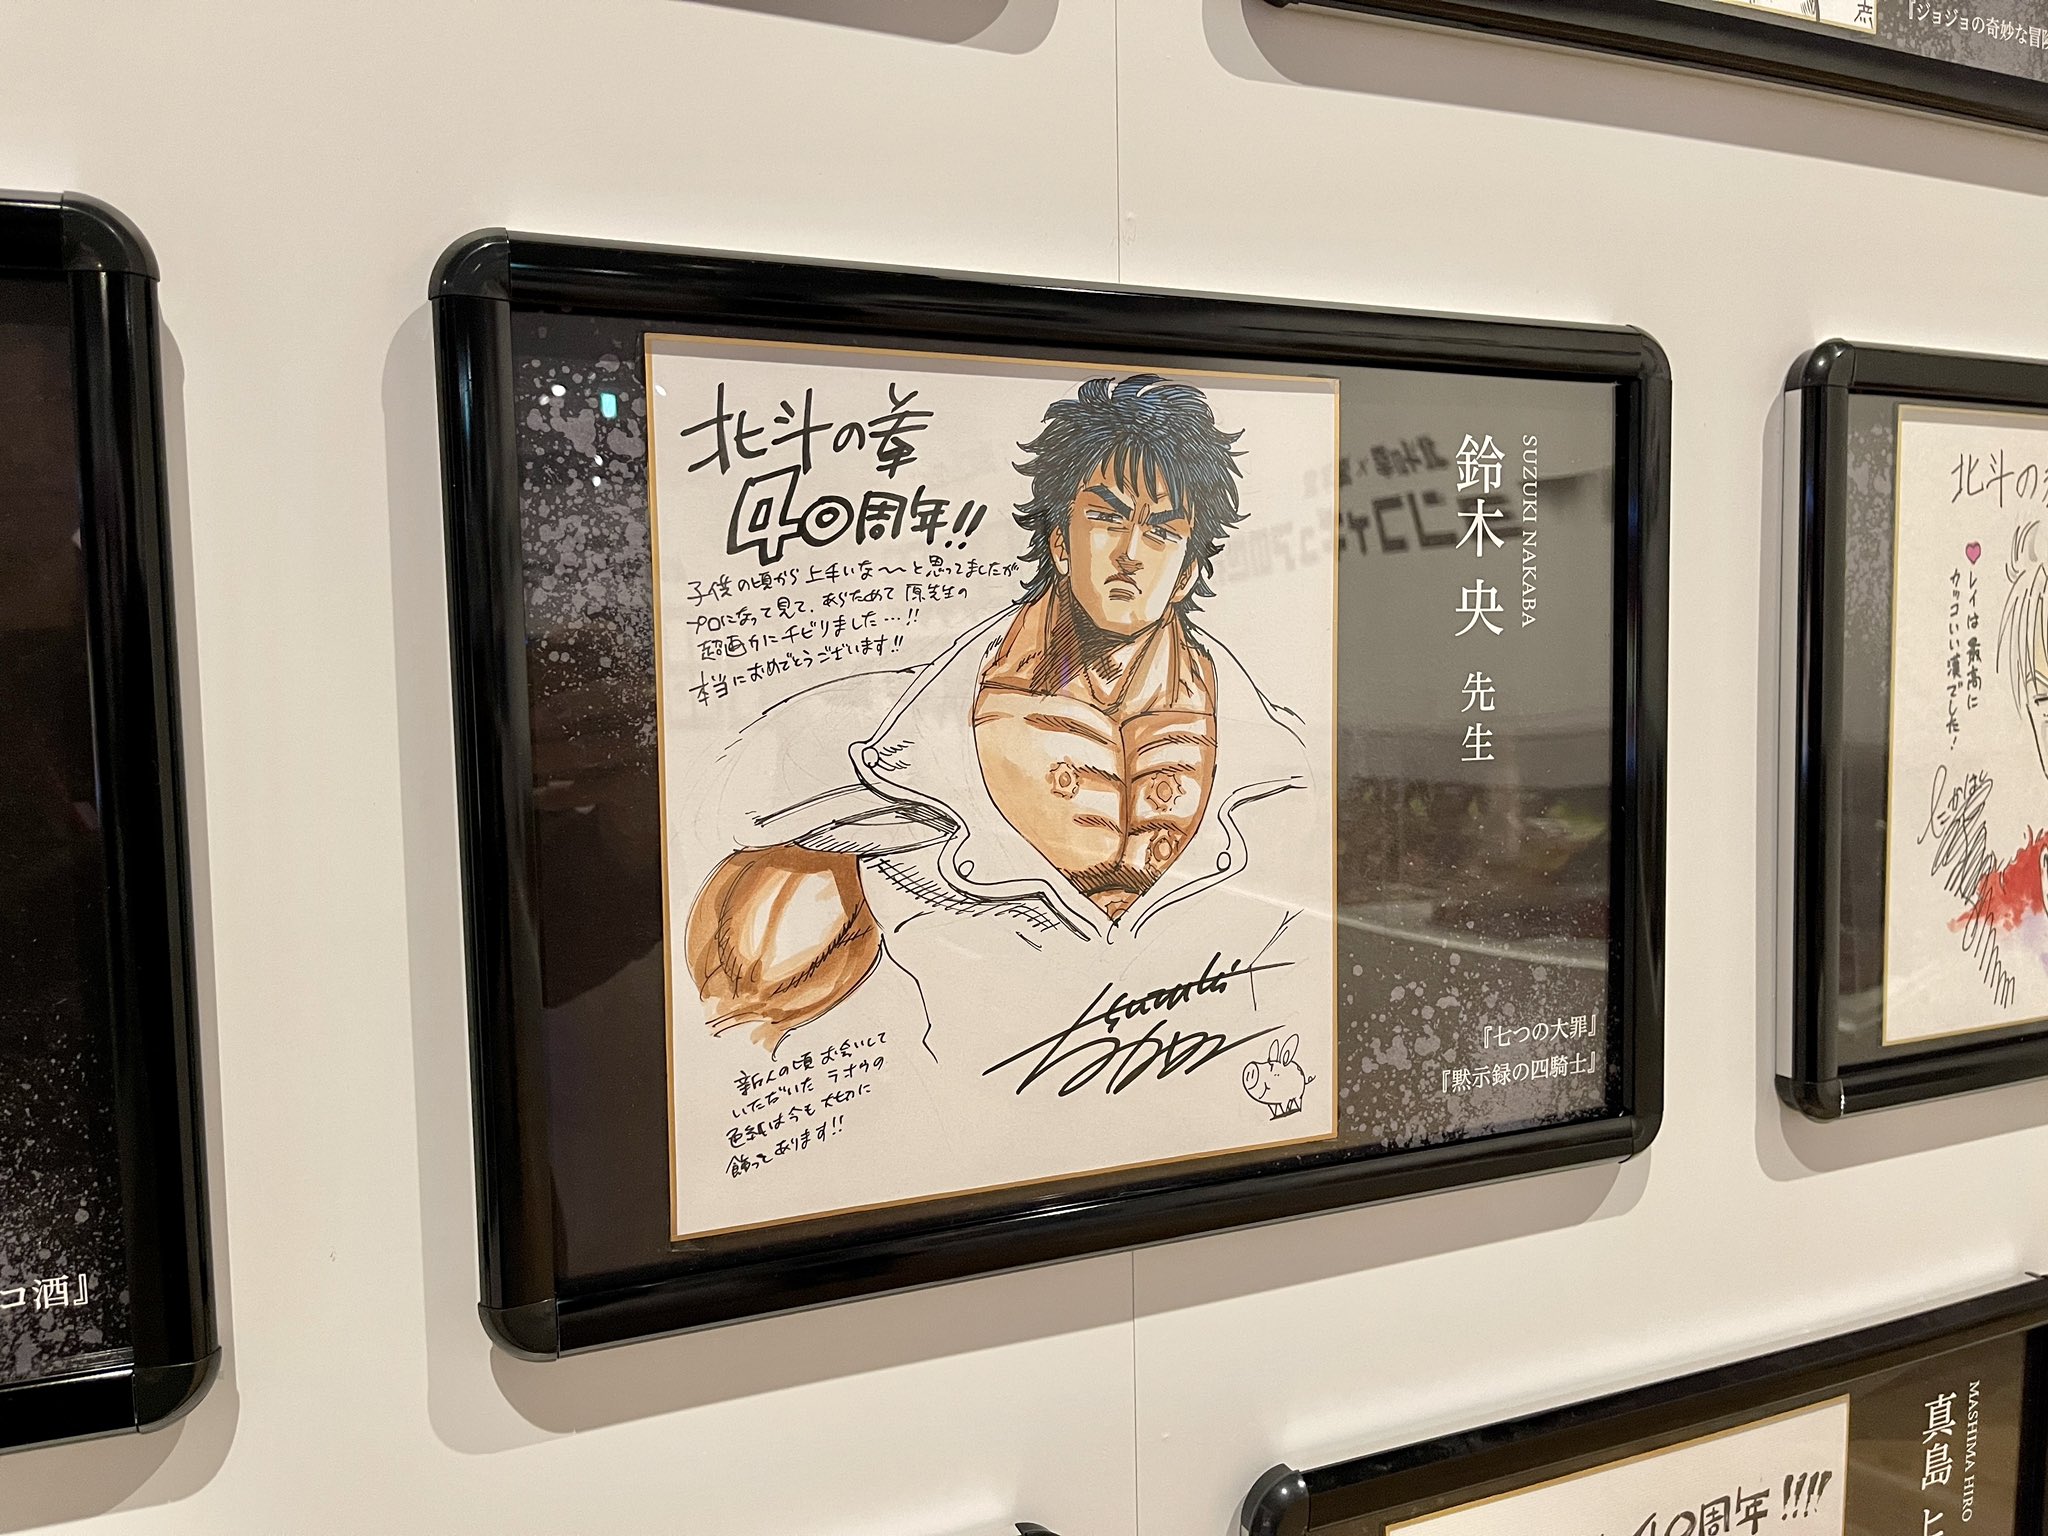 『ジョジョの奇妙な冒険
コ酒』
北斗の拳
40周年!!
子供の頃から上手いな〜〜と思ってましたが
プロになって見て、あらためて原先生の
超画力にチビりました…!!
本当におめでとうございます!!
新人の頃お会いして
いただいたラオウの
色紙は今も大切に
飾ってあります!!
Suzuki
なかば
SUZUKI NAKABA
鈴木 央 先生
『七つの大罪』
『黙示録の四騎士』
北斗の
レイは最高に
カッコいい漢でした!
40周年!!!!
MASHIMA HIRO
真島 ヒ